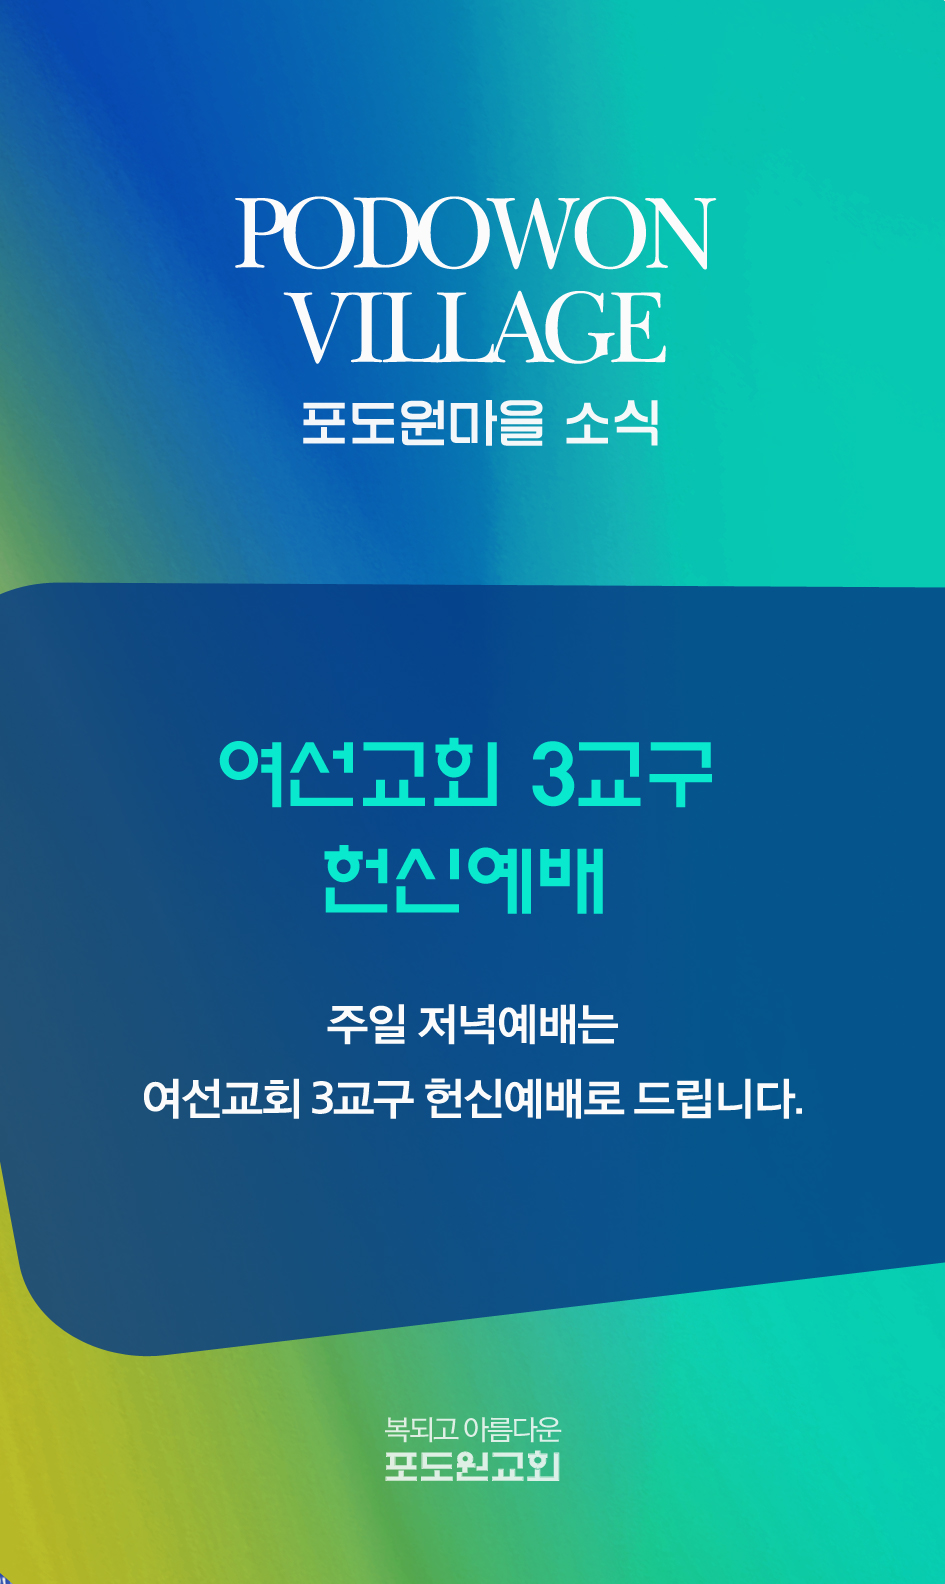 PODOWON
VILLAGE
포도원마을 소식
여선교회 3교구
헌신예배
주일 저녁예배는
여선교회 3교구 헌신예배로 드립니다.
복되고 아름다운
포도원교회